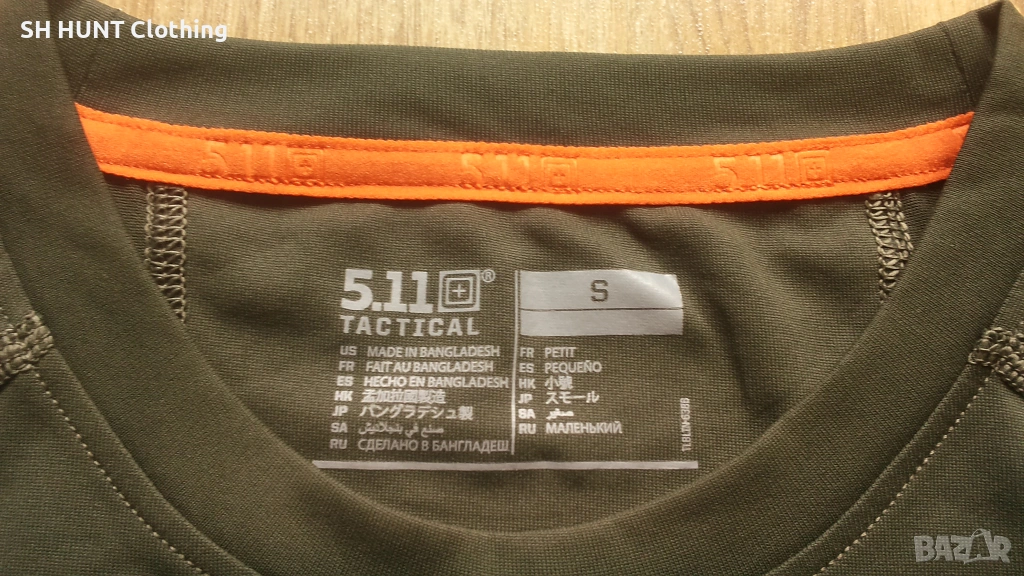 SH HUNT Clothing
5.11 5.11 5.11
5.11®
TACTICAL
US MADE IN BANGLADESH
FR FAIT AU BANGLADESH
ES HECHO EN BANGLADESH
HK 孟加拉國製造
JP バングラデシュ製
SA صنع في بنجلاديش
RU СДЕЛАНО В БАНГЛАДЕШ
S
FR PETIT
ES PEQUEÑO
HK 小號
JP スモール
SA صغير
RU МАЛЕНЬКИЙ
BAZAR